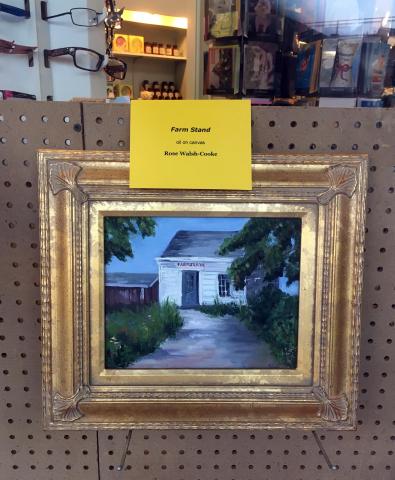 Farm Stand
oil on canvas
Rose Walsh-Cooke